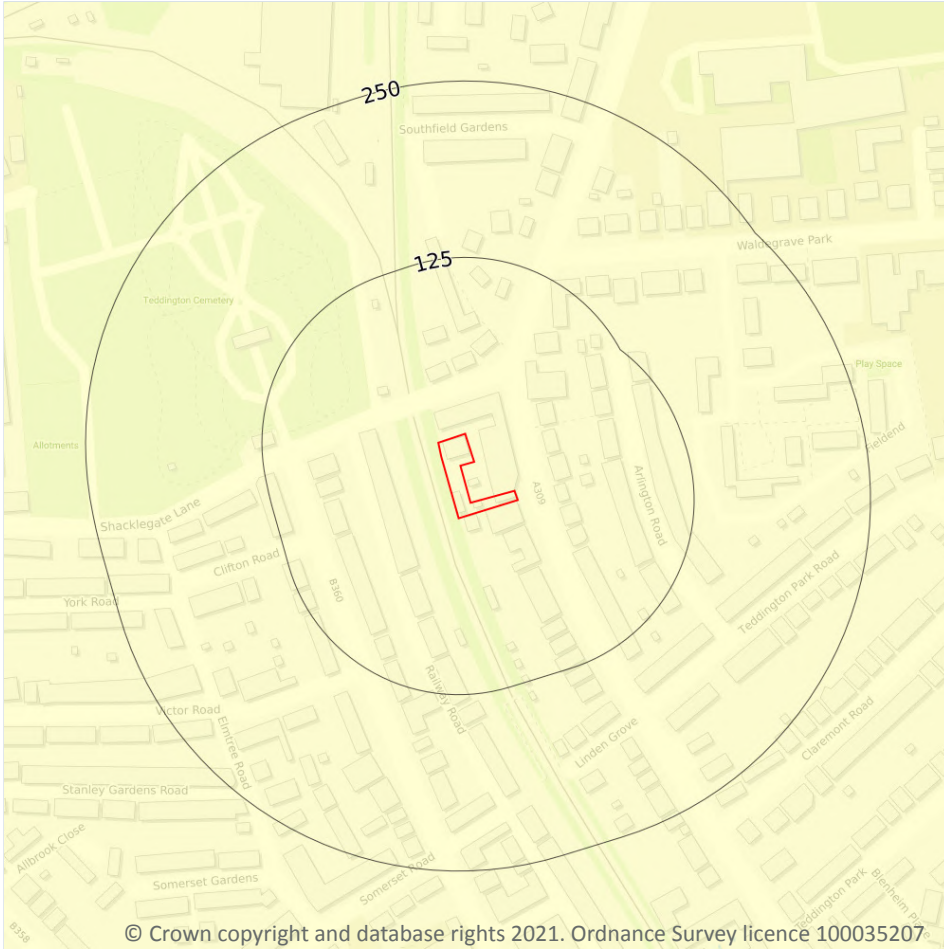 250
Southfield Gardens
Waldegrave Park
125
Teddington Cemetery
Play Space
Allotments
Fieldend
A309
Arlington Road
Shacklegate Lane
Clifton Road
B360
York Road
Teddington Park Road
Railway Road
Victor Road
Elmtree Road
Linden Grove
Claremont Road
Stanley Gardens Road
Allbrook Close
Somerset Road
Somerset Gardens
Teddington Park
Blenheim
B358
© Crown copyright and database rights 2021. Ordnance Survey licence 100035207.